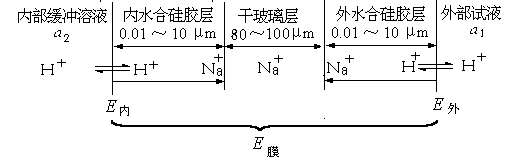 内部缓冲溶液 内水合硅胶层 干玻璃层 外水合硅胶层 外部试液
a2 0.01～10 μm 80～100μm 0.01～10 μm a1
H+ ⇌ H+ Na+ Na+ Na+ H+ ⇌ H+
E内 E外
E膜